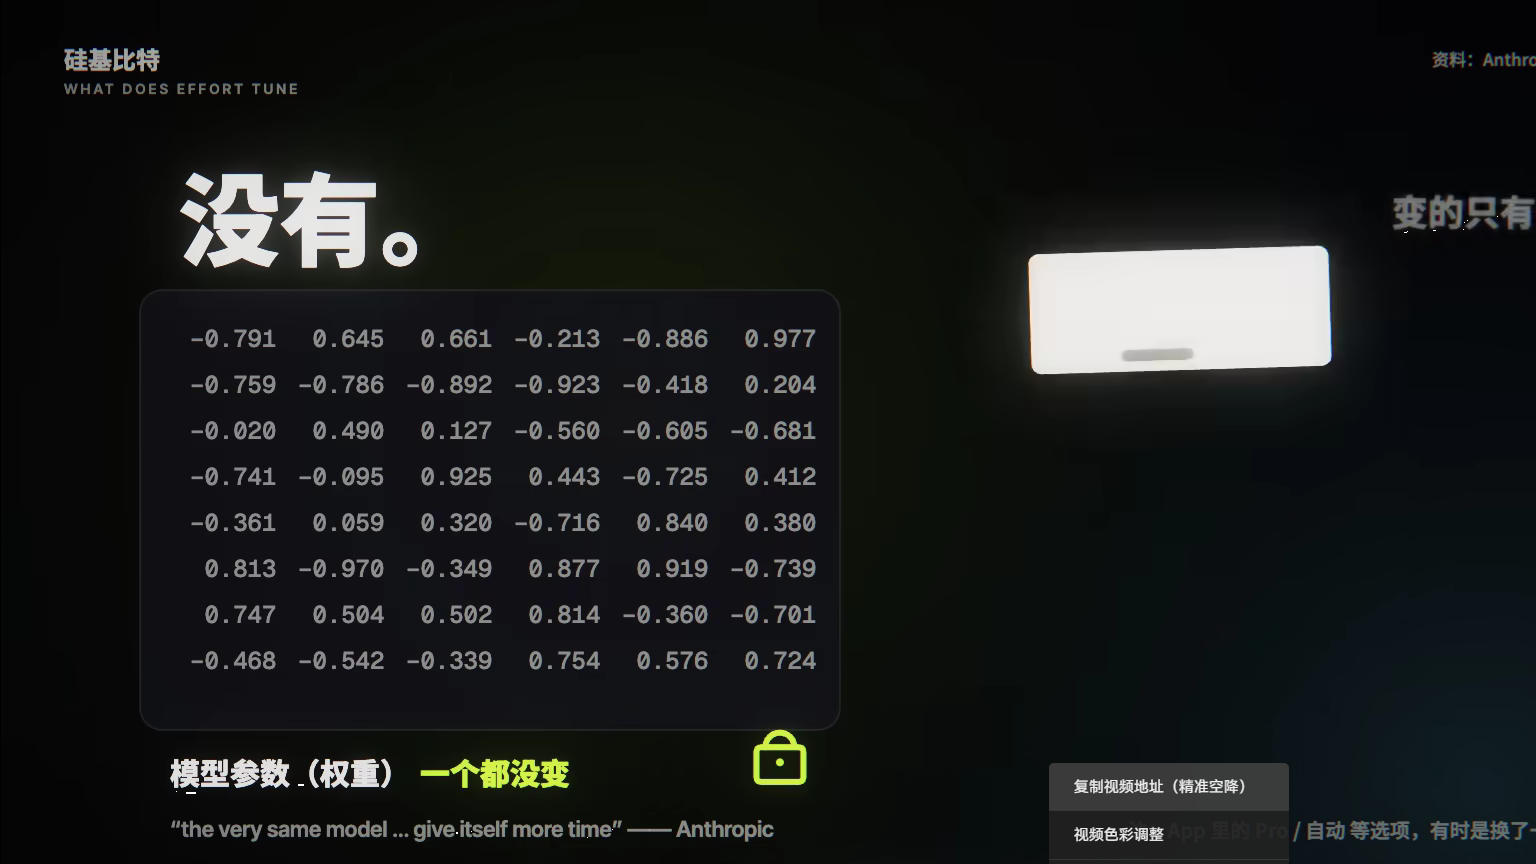 硅基比特
WHAT DOES EFFORT TUNE
资料：Anthro
没有。
变的只有
−0.791 0.645 0.661 −0.213 −0.886 0.977
−0.759 −0.786 −0.892 −0.923 −0.418 0.204
−0.020 0.490 0.127 −0.560 −0.605 −0.681
−0.741 −0.095 0.925 0.443 −0.725 0.412
−0.361 0.059 0.320 −0.716 0.840 0.380
0.813 −0.970 −0.349 0.877 0.919 −0.739
0.747 0.504 0.502 0.814 −0.360 −0.701
−0.468 −0.542 −0.339 0.754 0.576 0.724
模型参数（权重） 一个都没变
“the very same model ... give itself more time” —— Anthropic
复制视频地址（精准空降）
视频色彩调整
App 里的 Pro / 自动 等选项，有时是换了